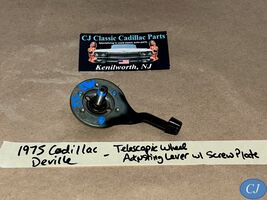 CJ Classic Cadillac Parts
Kenilworth, NJ
1975 Cadillac Deville - Telescopic Wheel
Adjusting Lever w/ Screw Plate
CJ